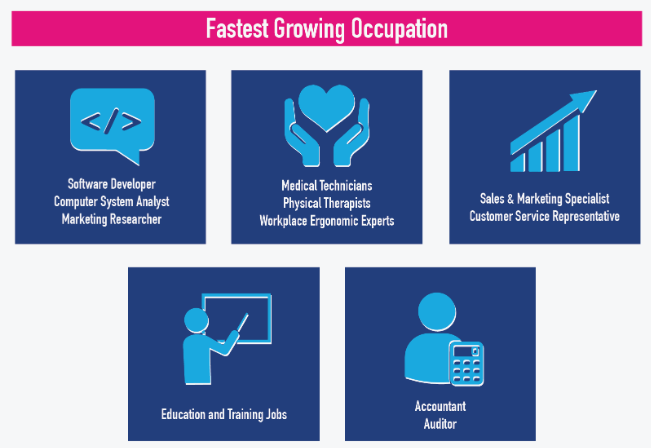 Fastest Growing Occupation
Software Developer
Computer System Analyst
Marketing Researcher
Medical Technicians
Physical Therapists
Workplace Ergonomic Experts
Sales & Marketing Specialist
Customer Service Representative
Education and Training Jobs
Accountant
Auditor